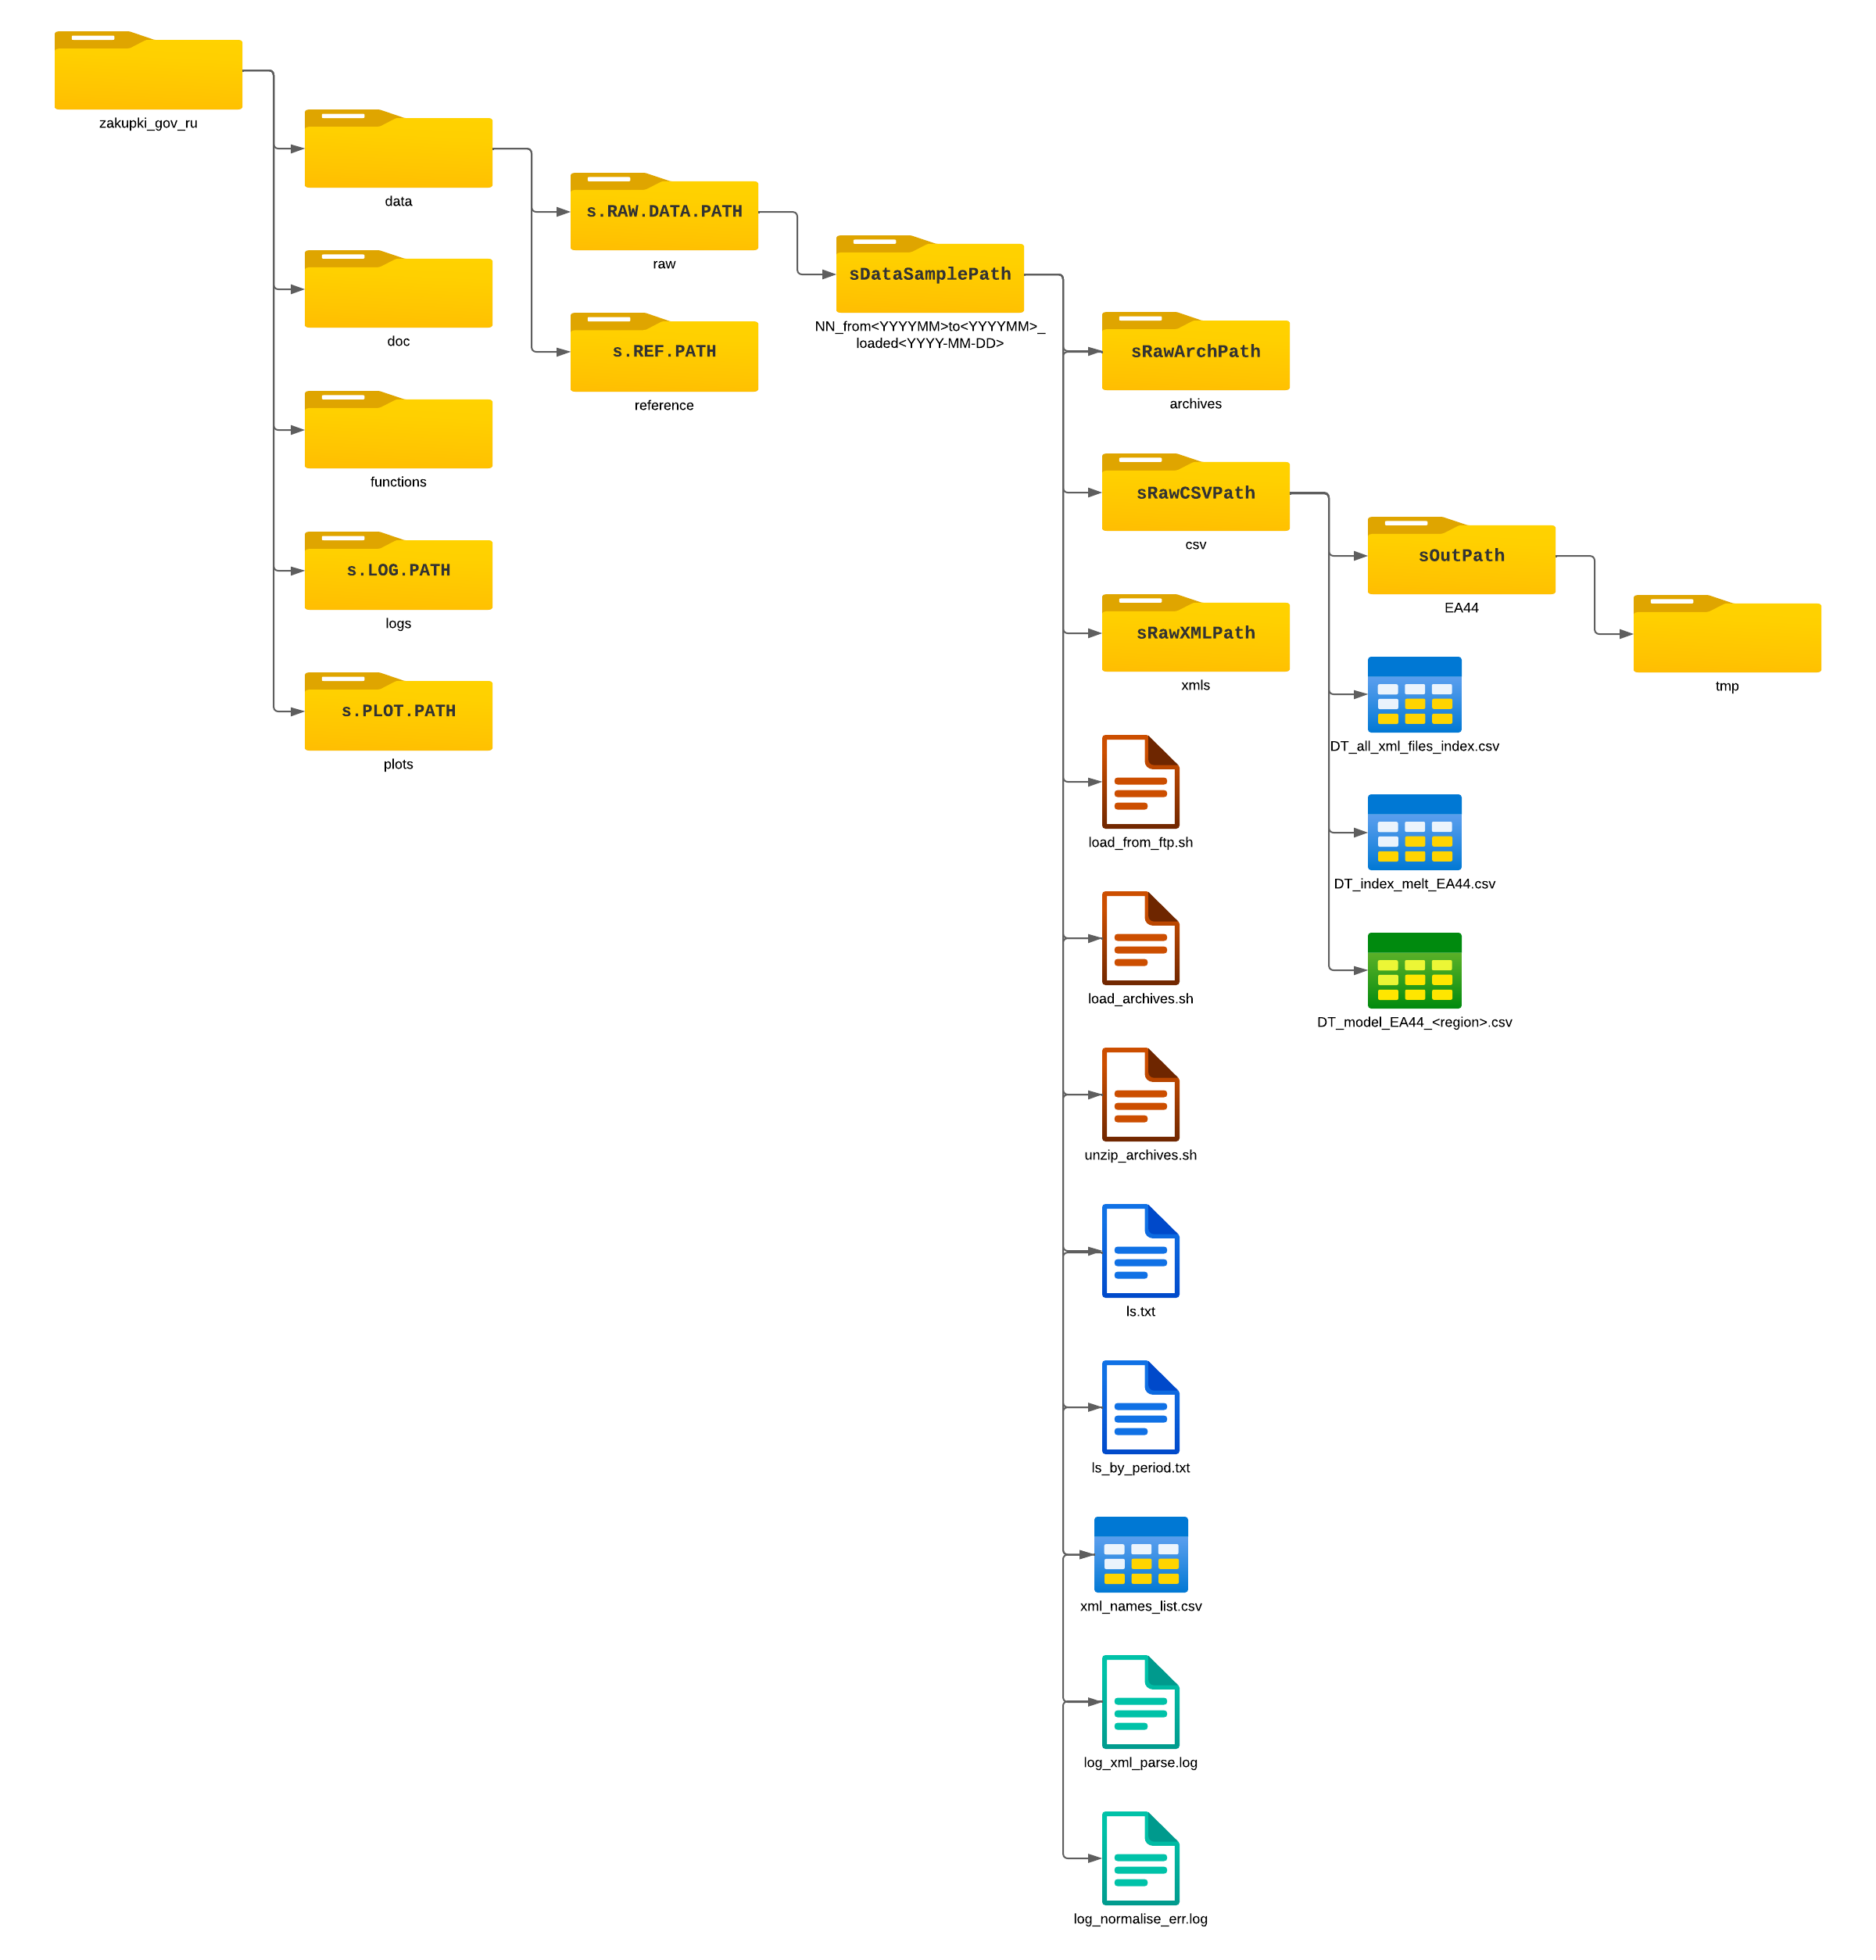 zakupki_gov_ru
data
doc
functions
s.LOG.PATH
logs
s.PLOT.PATH
plots
s.RAW.DATA.PATH
raw
s.REF.PATH
reference
sDataSamplePath
NN_from<YYYYMM>to<YYYYMM>_
loaded<YYYY-MM-DD>
sRawArchPath
archives
sRawCSVPath
csv
sRawXMLPath
xmls
load_from_ftp.sh
load_archives.sh
unzip_archives.sh
ls.txt
ls_by_period.txt
xml_names_list.csv
log_xml_parse.log
log_normalise_err.log
sOutPath
EA44
DT_all_xml_files_index.csv
DT_index_melt_EA44.csv
DT_model_EA44_<region>.csv
tmp